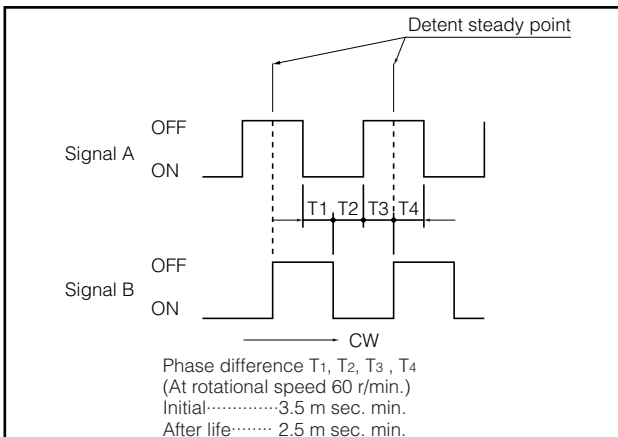 Detent steady point
OFF
Signal A
ON
T1 T2 T3 T4
OFF
Signal B
ON
CW
Phase difference T1, T2, T3 , T4
(At rotational speed 60 r/min.)
Initial··············3.5 m sec. min.
After life········ 2.5 m sec. min.